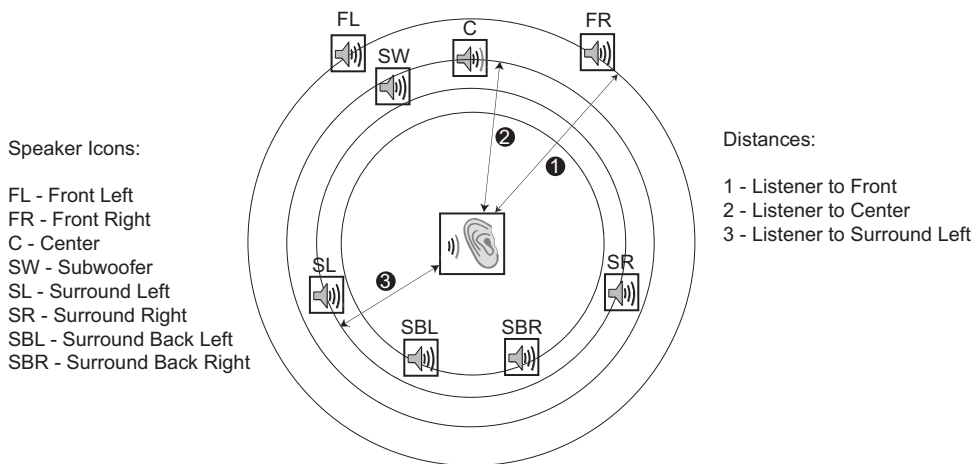 FL
FR
C
SW
Speaker Icons:
FL - Front Left
FR - Front Right
C - Center
SW - Subwoofer
SL - Surround Left
SR - Surround Right
SBL - Surround Back Left
SBR - Surround Back Right
2
1
SL
3
SR
SBL
SBR
Distances:
1 - Listener to Front
2 - Listener to Center
3 - Listener to Surround Left